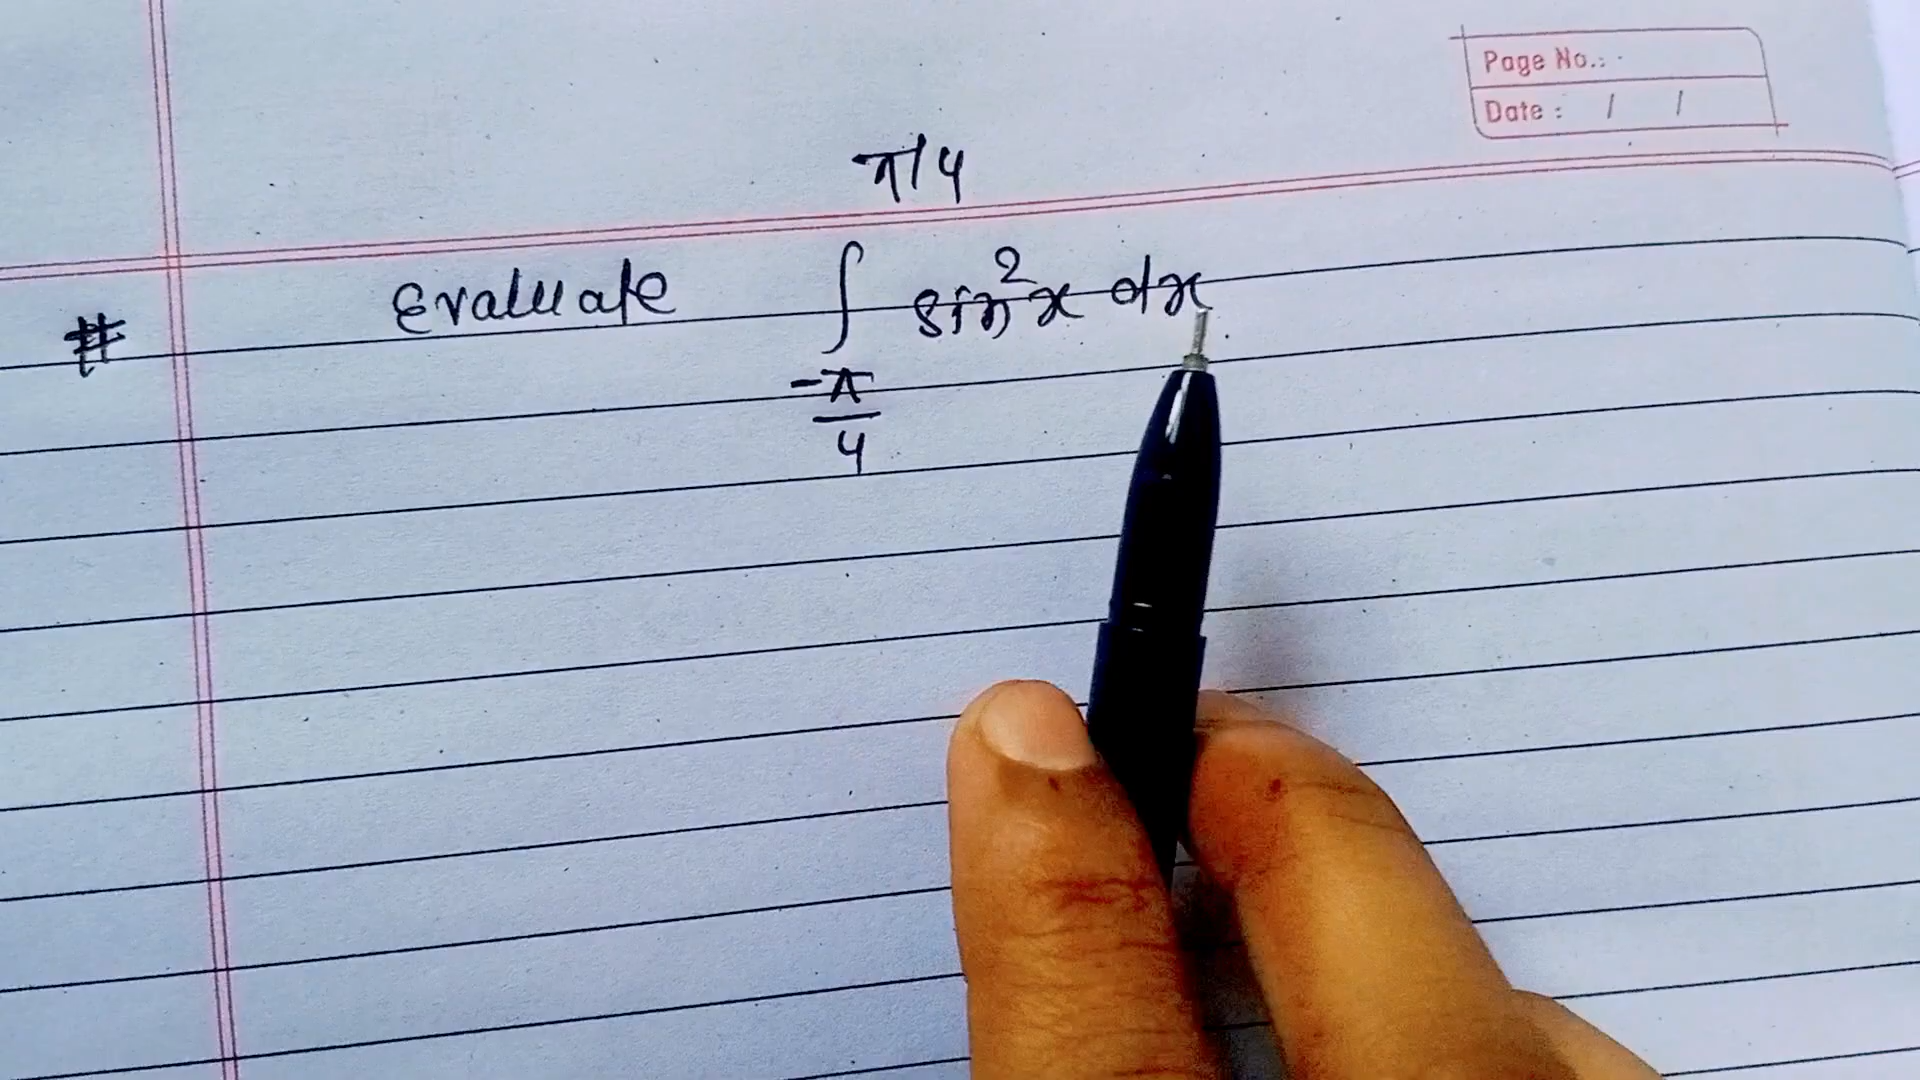 Page No.:
Date : / /
π/4
# Evaluate ∫ sin²x dx
-π
4